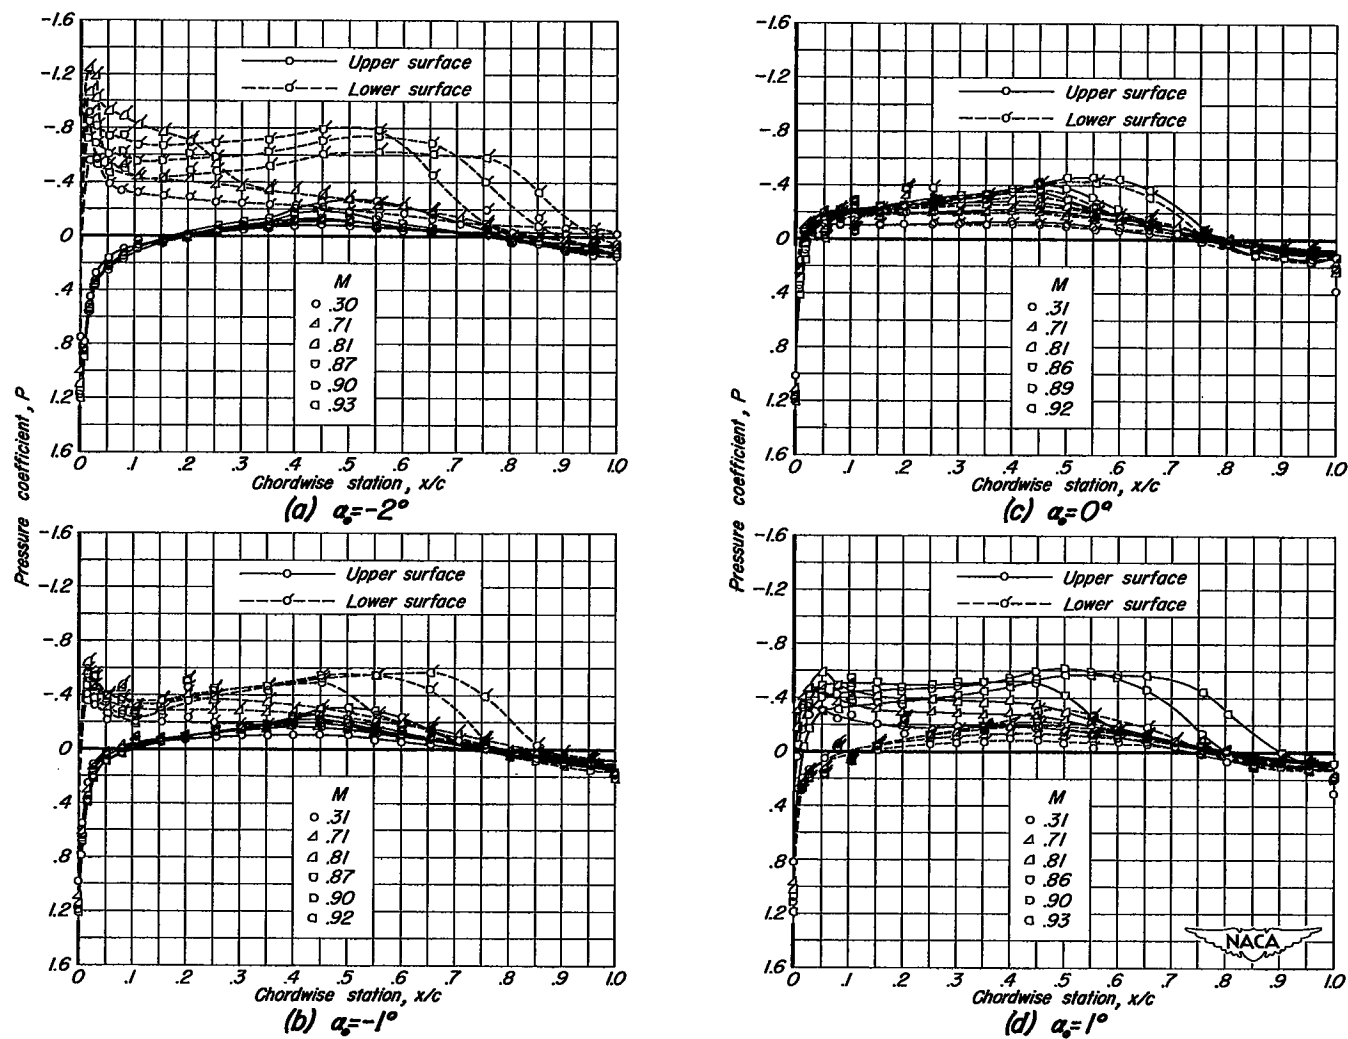 -1.6
-1.2
-.8
-.4
0
.4
.8
1.2
1.6
Upper surface
Lower surface
M
.30
.71
.81
.87
.90
.93
0 .1 .2 .3 .4 .5 .6 .7 .8 .9 1.0
Chordwise station, x/c
(a) α₀=-2°
Pressure coefficient, P
-1.6
-1.2
-.8
-.4
0
.4
.8
1.2
1.6
Upper surface
Lower surface
M
.31
.71
.81
.87
.90
.92
0 .1 .2 .3 .4 .5 .6 .7 .8 .9 1.0
Chordwise station, x/c
(b) α₀=-1°
-1.6
-1.2
-.8
-.4
0
.4
.8
1.2
1.6
Upper surface
Lower surface
M
.31
.71
.81
.86
.89
.92
0 .1 .2 .3 .4 .5 .6 .7 .8 .9 1.0
Chordwise station, x/c
(c) α₀=0°
Pressure coefficient, P
-1.6
-1.2
-.8
-.4
0
.4
.8
1.2
1.6
Upper surface
Lower surface
M
.31
.71
.81
.86
.90
.93
NACA
0 .1 .2 .3 .4 .5 .6 .7 .8 .9 1.0
Chordwise station, x/c
(d) α₀=1°